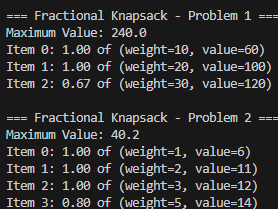 === Fractional Knapsack - Problem 1 ===
Maximum Value: 240.0
Item 0: 1.00 of (weight=10, value=60)
Item 1: 1.00 of (weight=20, value=100)
Item 2: 0.67 of (weight=30, value=120)
=== Fractional Knapsack - Problem 2 ===
Maximum Value: 40.2
Item 0: 1.00 of (weight=1, value=6)
Item 1: 1.00 of (weight=2, value=11)
Item 2: 1.00 of (weight=3, value=12)
Item 3: 0.80 of (weight=5, value=14)